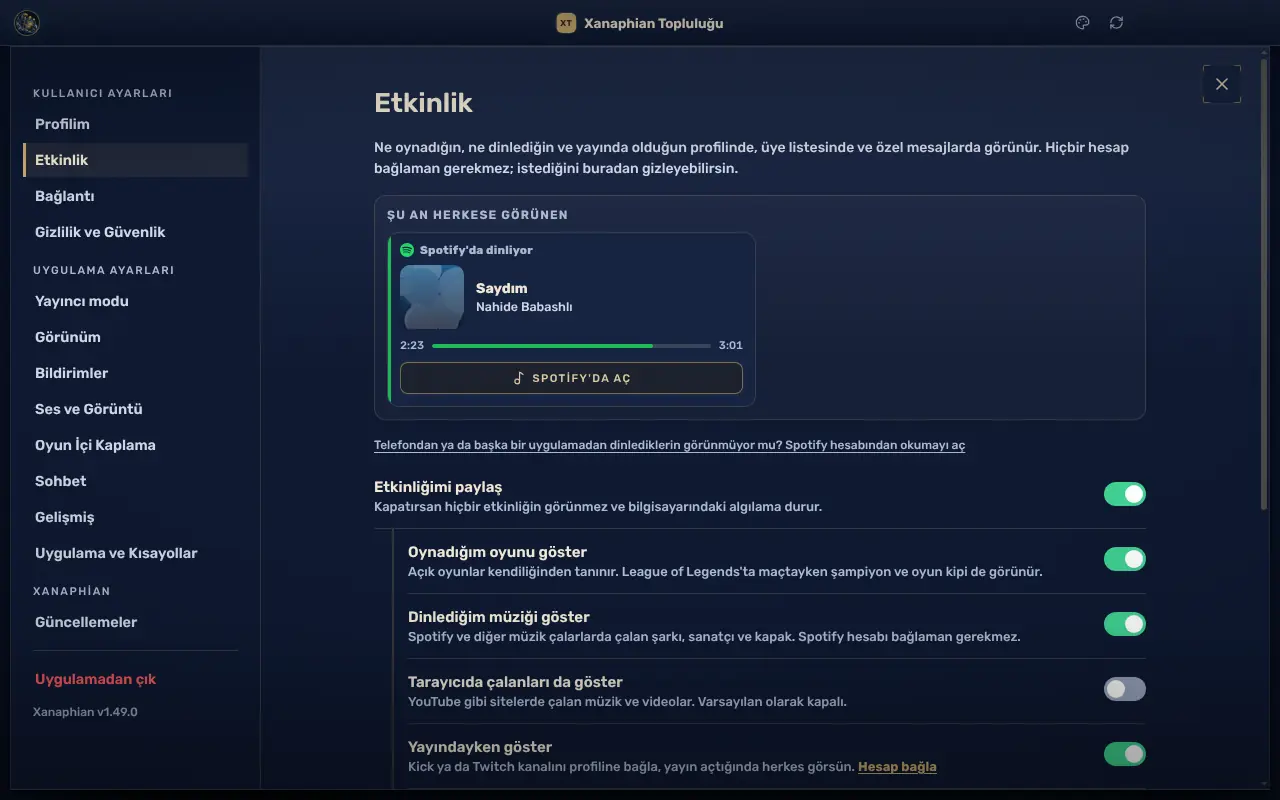 XT Xanaphian Topluluğu
KULLANICI AYARLARI
Profilim
Etkinlik
Bağlantı
Gizlilik ve Güvenlik
UYGULAMA AYARLARI
Yayıncı modu
Görünüm
Bildirimler
Ses ve Görüntü
Oyun İçi Kaplama
Sohbet
Gelişmiş
Uygulama ve Kısayollar
XANAPHİAN
Güncellemeler
Uygulamadan çık
Xanaphian v1.49.0
Etkinlik
Ne oynadığın, ne dinlediğin ve yayında olduğun profilinde, üye listesinde ve özel mesajlarda görünür. Hiçbir hesap
bağlaman gerekmez; istediğini buradan gizleyebilirsin.
ŞU AN HERKESE GÖRÜNEN
Spotify'da dinliyor
Saydım
Nahide Babashlı
2:23 3:01
SPOTİFY'DA AÇ
Telefondan ya da başka bir uygulamadan dinlediklerin görünmüyor mu? Spotify hesabından okumayı aç
Etkinliğimi paylaş
Kapatırsan hiçbir etkinliğin görünmez ve bilgisayarındaki algılama durur.
Oynadığım oyunu göster
Açık oyunlar kendiliğinden tanınır. League of Legends'ta maçtayken şampiyon ve oyun kipi de görünür.
Dinlediğim müziği göster
Spotify ve diğer müzik çalarlarda çalan şarkı, sanatçı ve kapak. Spotify hesabı bağlaman gerekmez.
Tarayıcıda çalanları da göster
YouTube gibi sitelerde çalan müzik ve videolar. Varsayılan olarak kapalı.
Yayındayken göster
Kick ya da Twitch kanalını profiline bağla, yayın açtığında herkes görsün. Hesap bağla